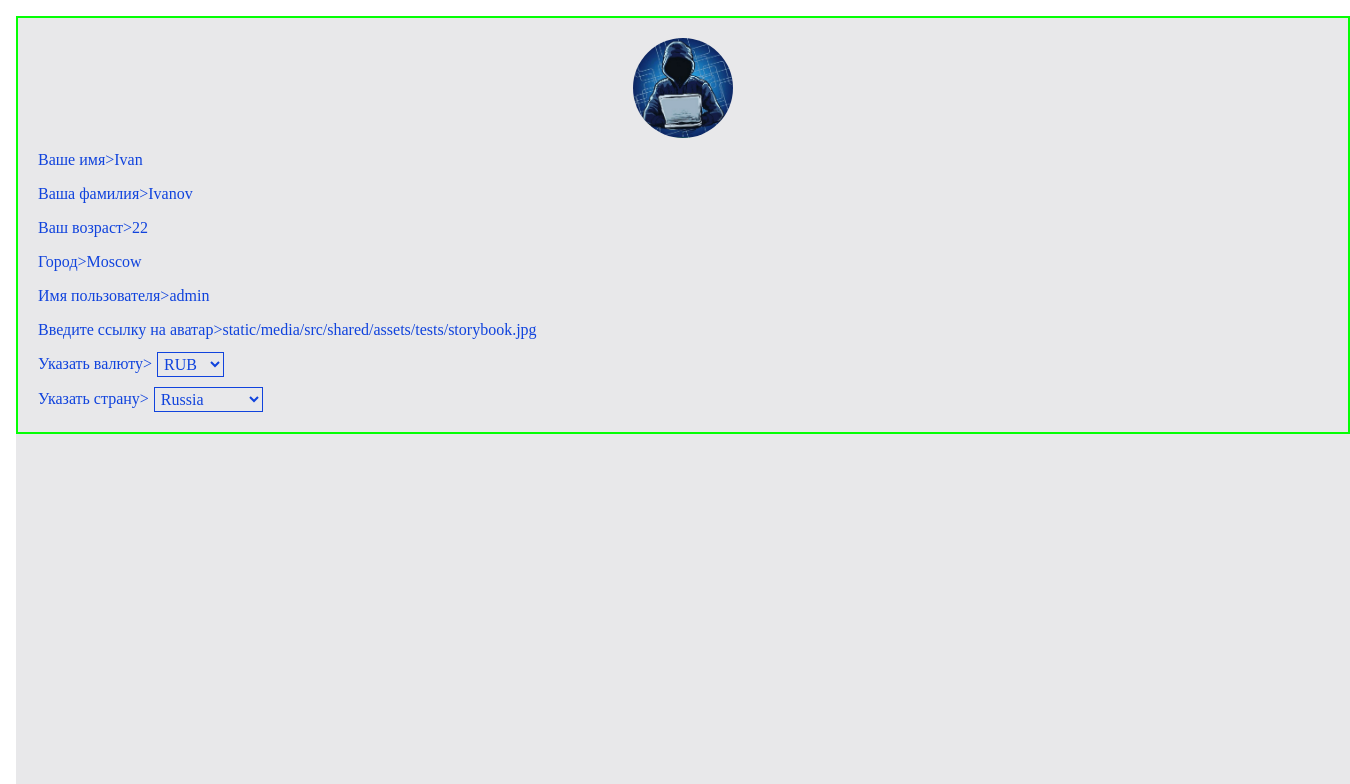 Ваше имя>Ivan
Ваша фамилия>Ivanov
Ваш возраст>22
Город>Moscow
Имя пользователя>admin
Введите ссылку на аватар>static/media/src/shared/assets/tests/storybook.jpg
Указать валюту> RUB
Указать страну> Russia